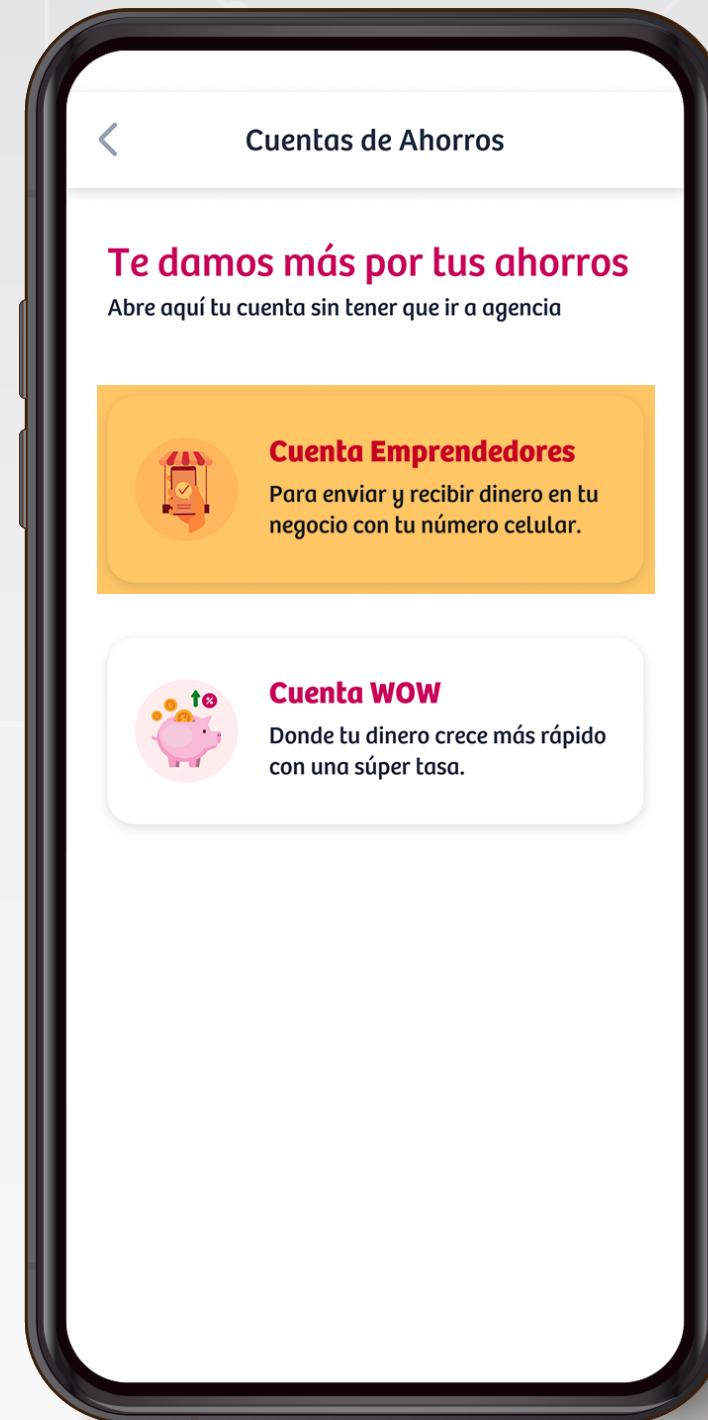 Cuentas de Ahorros
Te damos más por tus ahorros
Abre aquí tu cuenta sin tener que ir a agencia
Cuenta Emprendedores
Para enviar y recibir dinero en tu
negocio con tu número celular.
Cuenta WOW
Donde tu dinero crece más rápido
con una súper tasa.